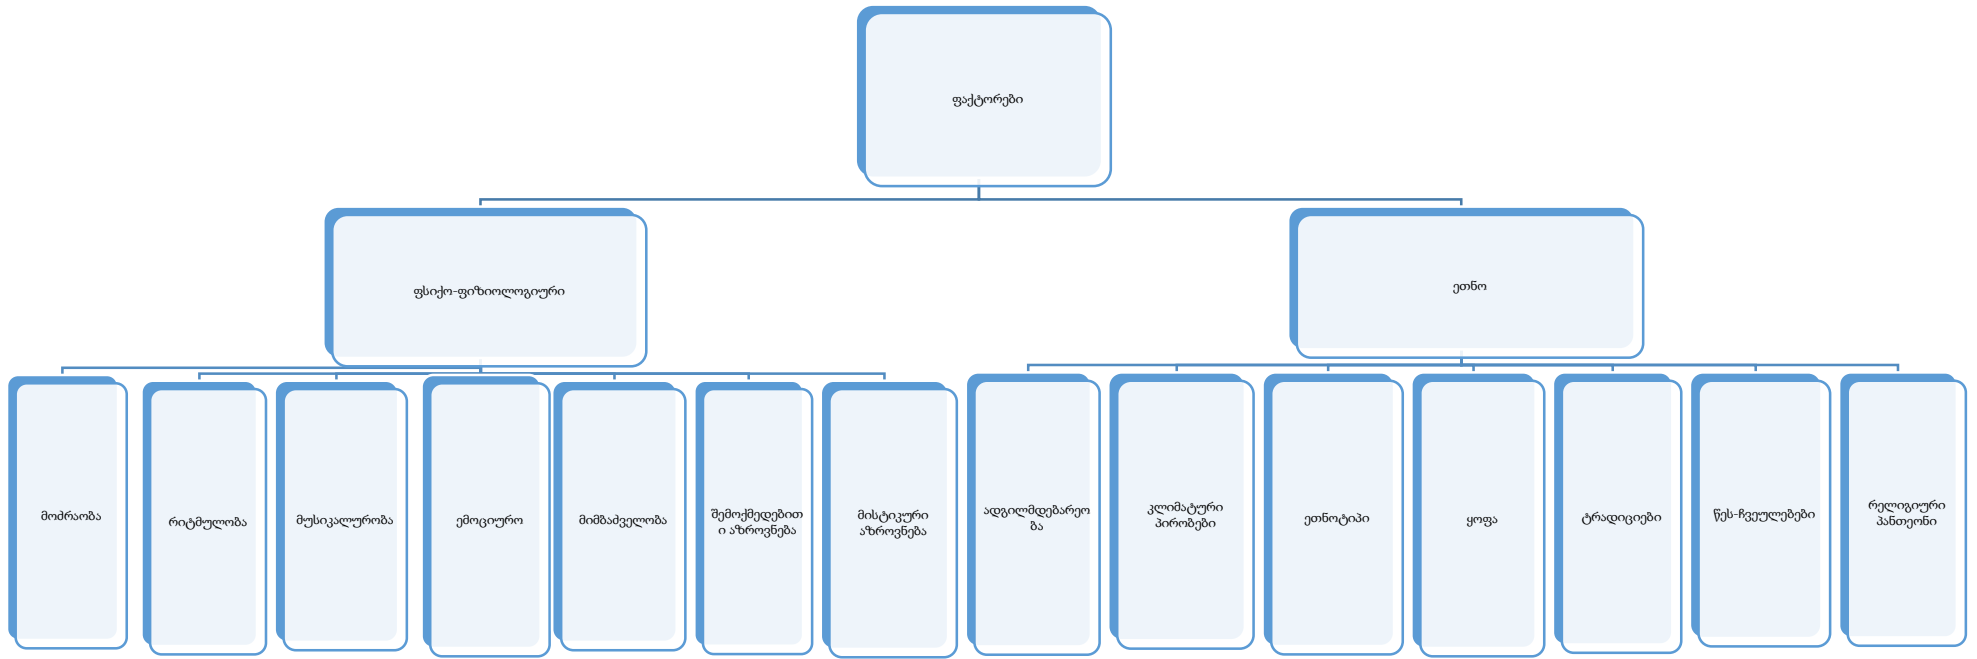 ფაქტორები
ფსიქო-ფიზიოლოგიური
ეთნო
მოძრაობა
რიტმულობა
მუსიკალურობა
ემოციურო
მიმბაძველობა
შემოქმედებით
ი აზროვნება
მისტიკური
აზროვნება
ადგილმდებარეო
ბა
კლიმატური
პირობები
ეთნოტიპი
ყოფა
ტრადიციები
წეს-ჩვეულებები
რელიგიური
პანთეონი